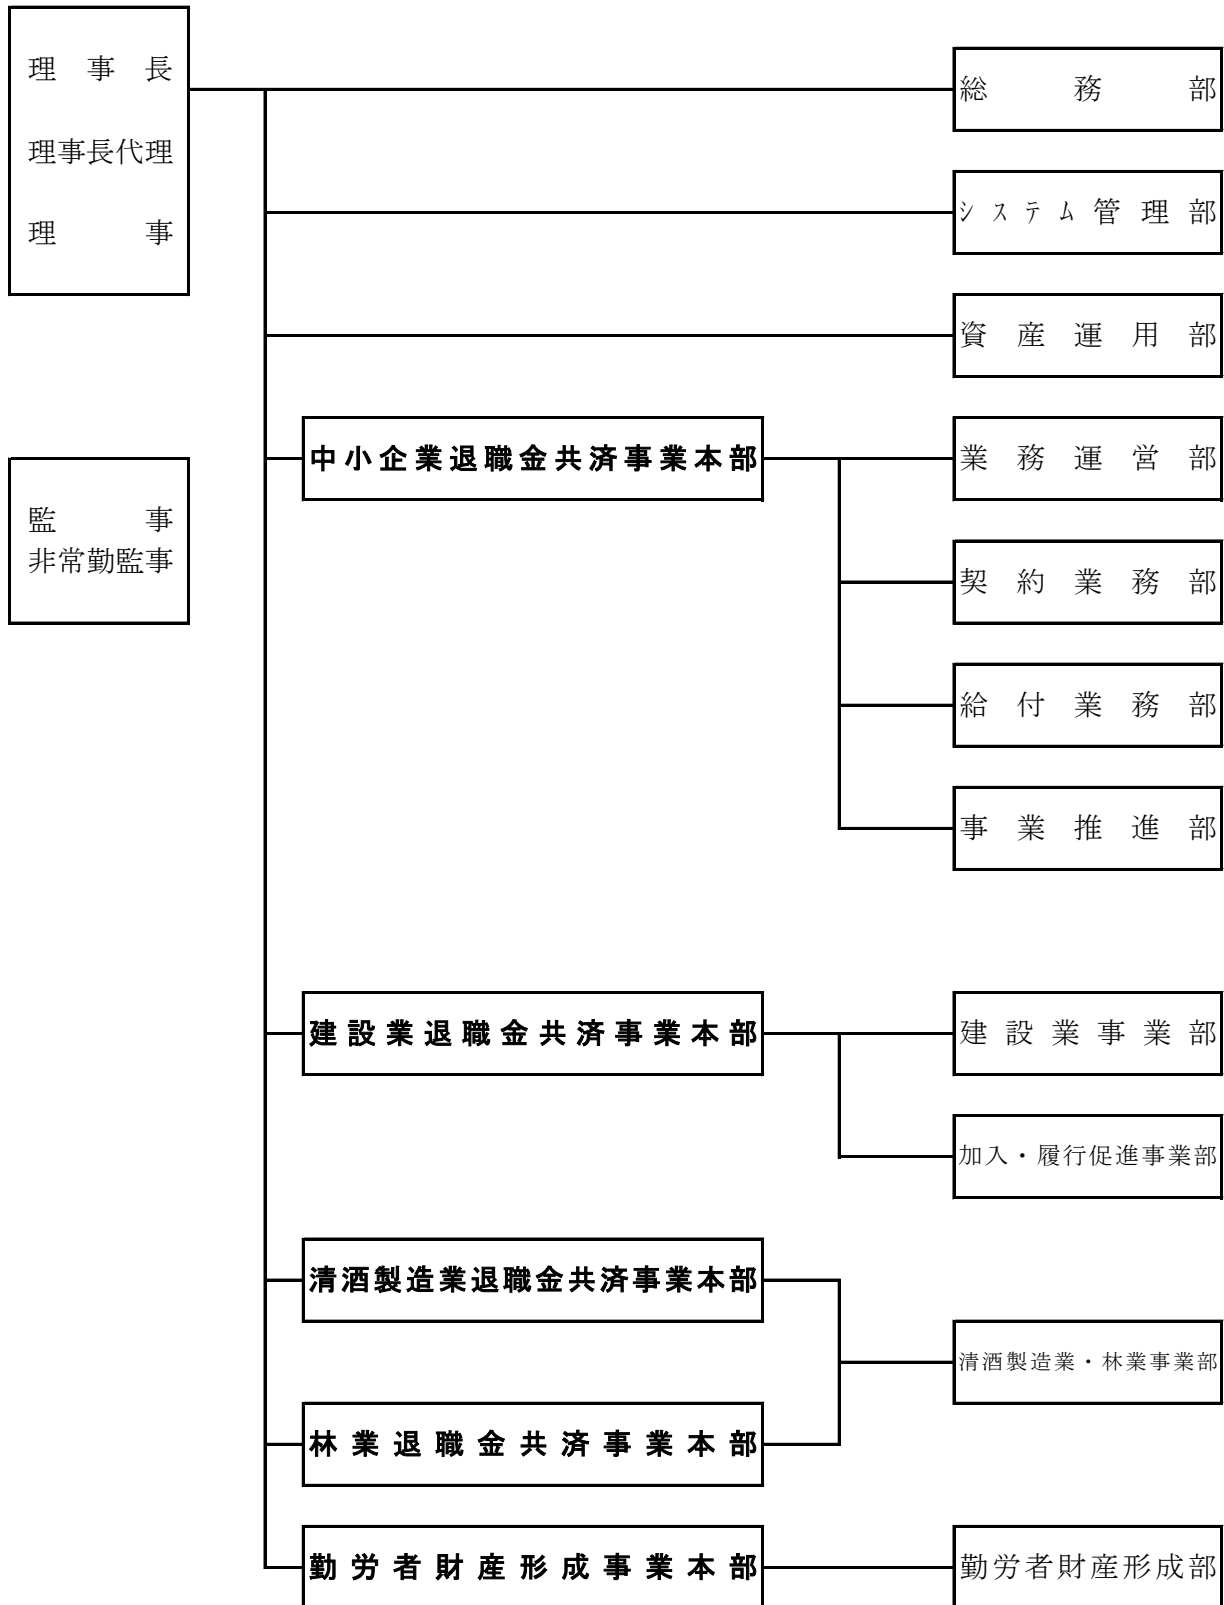 理事長
理事長代理
理事
監事
非常勤監事
総務部
システム管理部
資産運用部
中小企業退職金共済事業本部
業務運営部
契約業務部
給付業務部
事業推進部
建設業退職金共済事業本部
建設業事業部
加入・履行促進事業部
清酒製造業退職金共済事業本部
清酒製造業・林業事業部
林業退職金共済事業本部
勤労者財産形成事業本部
勤労者財産形成部